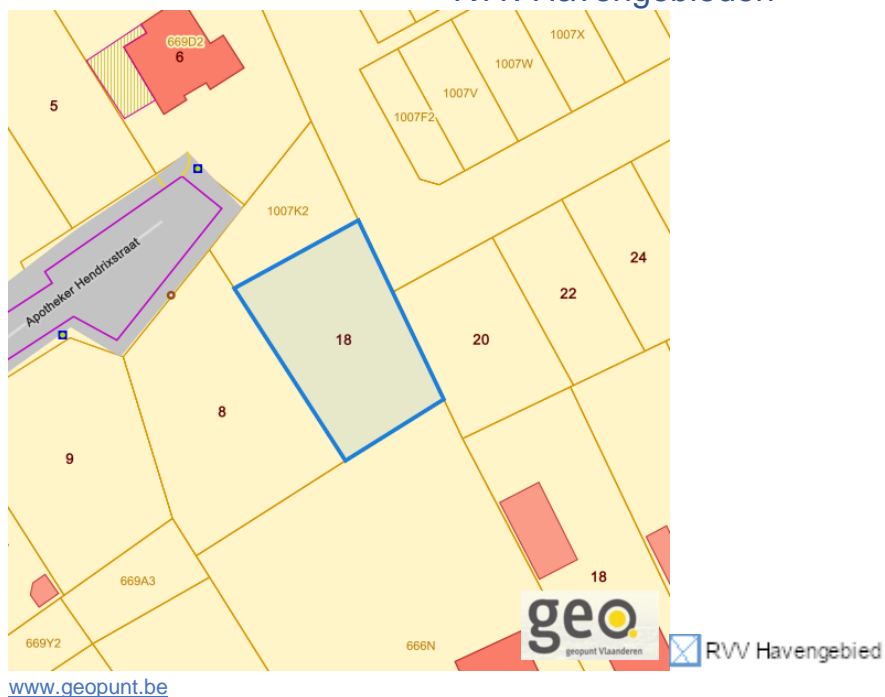 669D2
6
5
1007X
1007W
1007V
1007F2
1007K2
Apotheker Hendrixstraat
24
22
20
18
8
9
669A3
18
669Y2
666N
geo
geopunt Vlaanderen
RVV Havengebied
www.geopunt.be